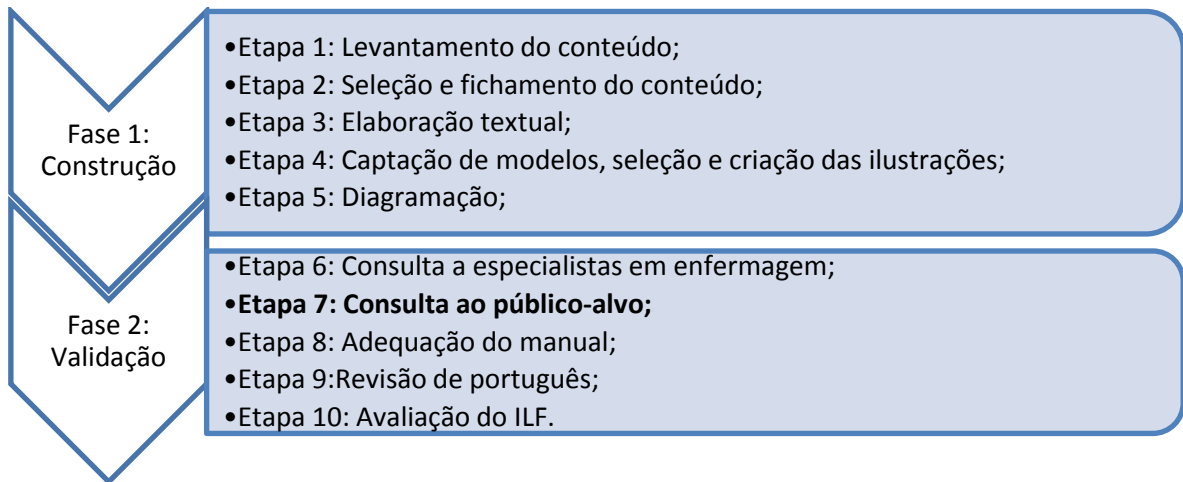 Fase 1:
Construção
•Etapa 1: Levantamento do conteúdo;
•Etapa 2: Seleção e fichamento do conteúdo;
•Etapa 3: Elaboração textual;
•Etapa 4: Captação de modelos, seleção e criação das ilustrações;
•Etapa 5: Diagramação;
Fase 2:
Validação
•Etapa 6: Consulta a especialistas em enfermagem;
•Etapa 7: Consulta ao público-alvo;
•Etapa 8: Adequação do manual;
•Etapa 9:Revisão de português;
•Etapa 10: Avaliação do ILF.